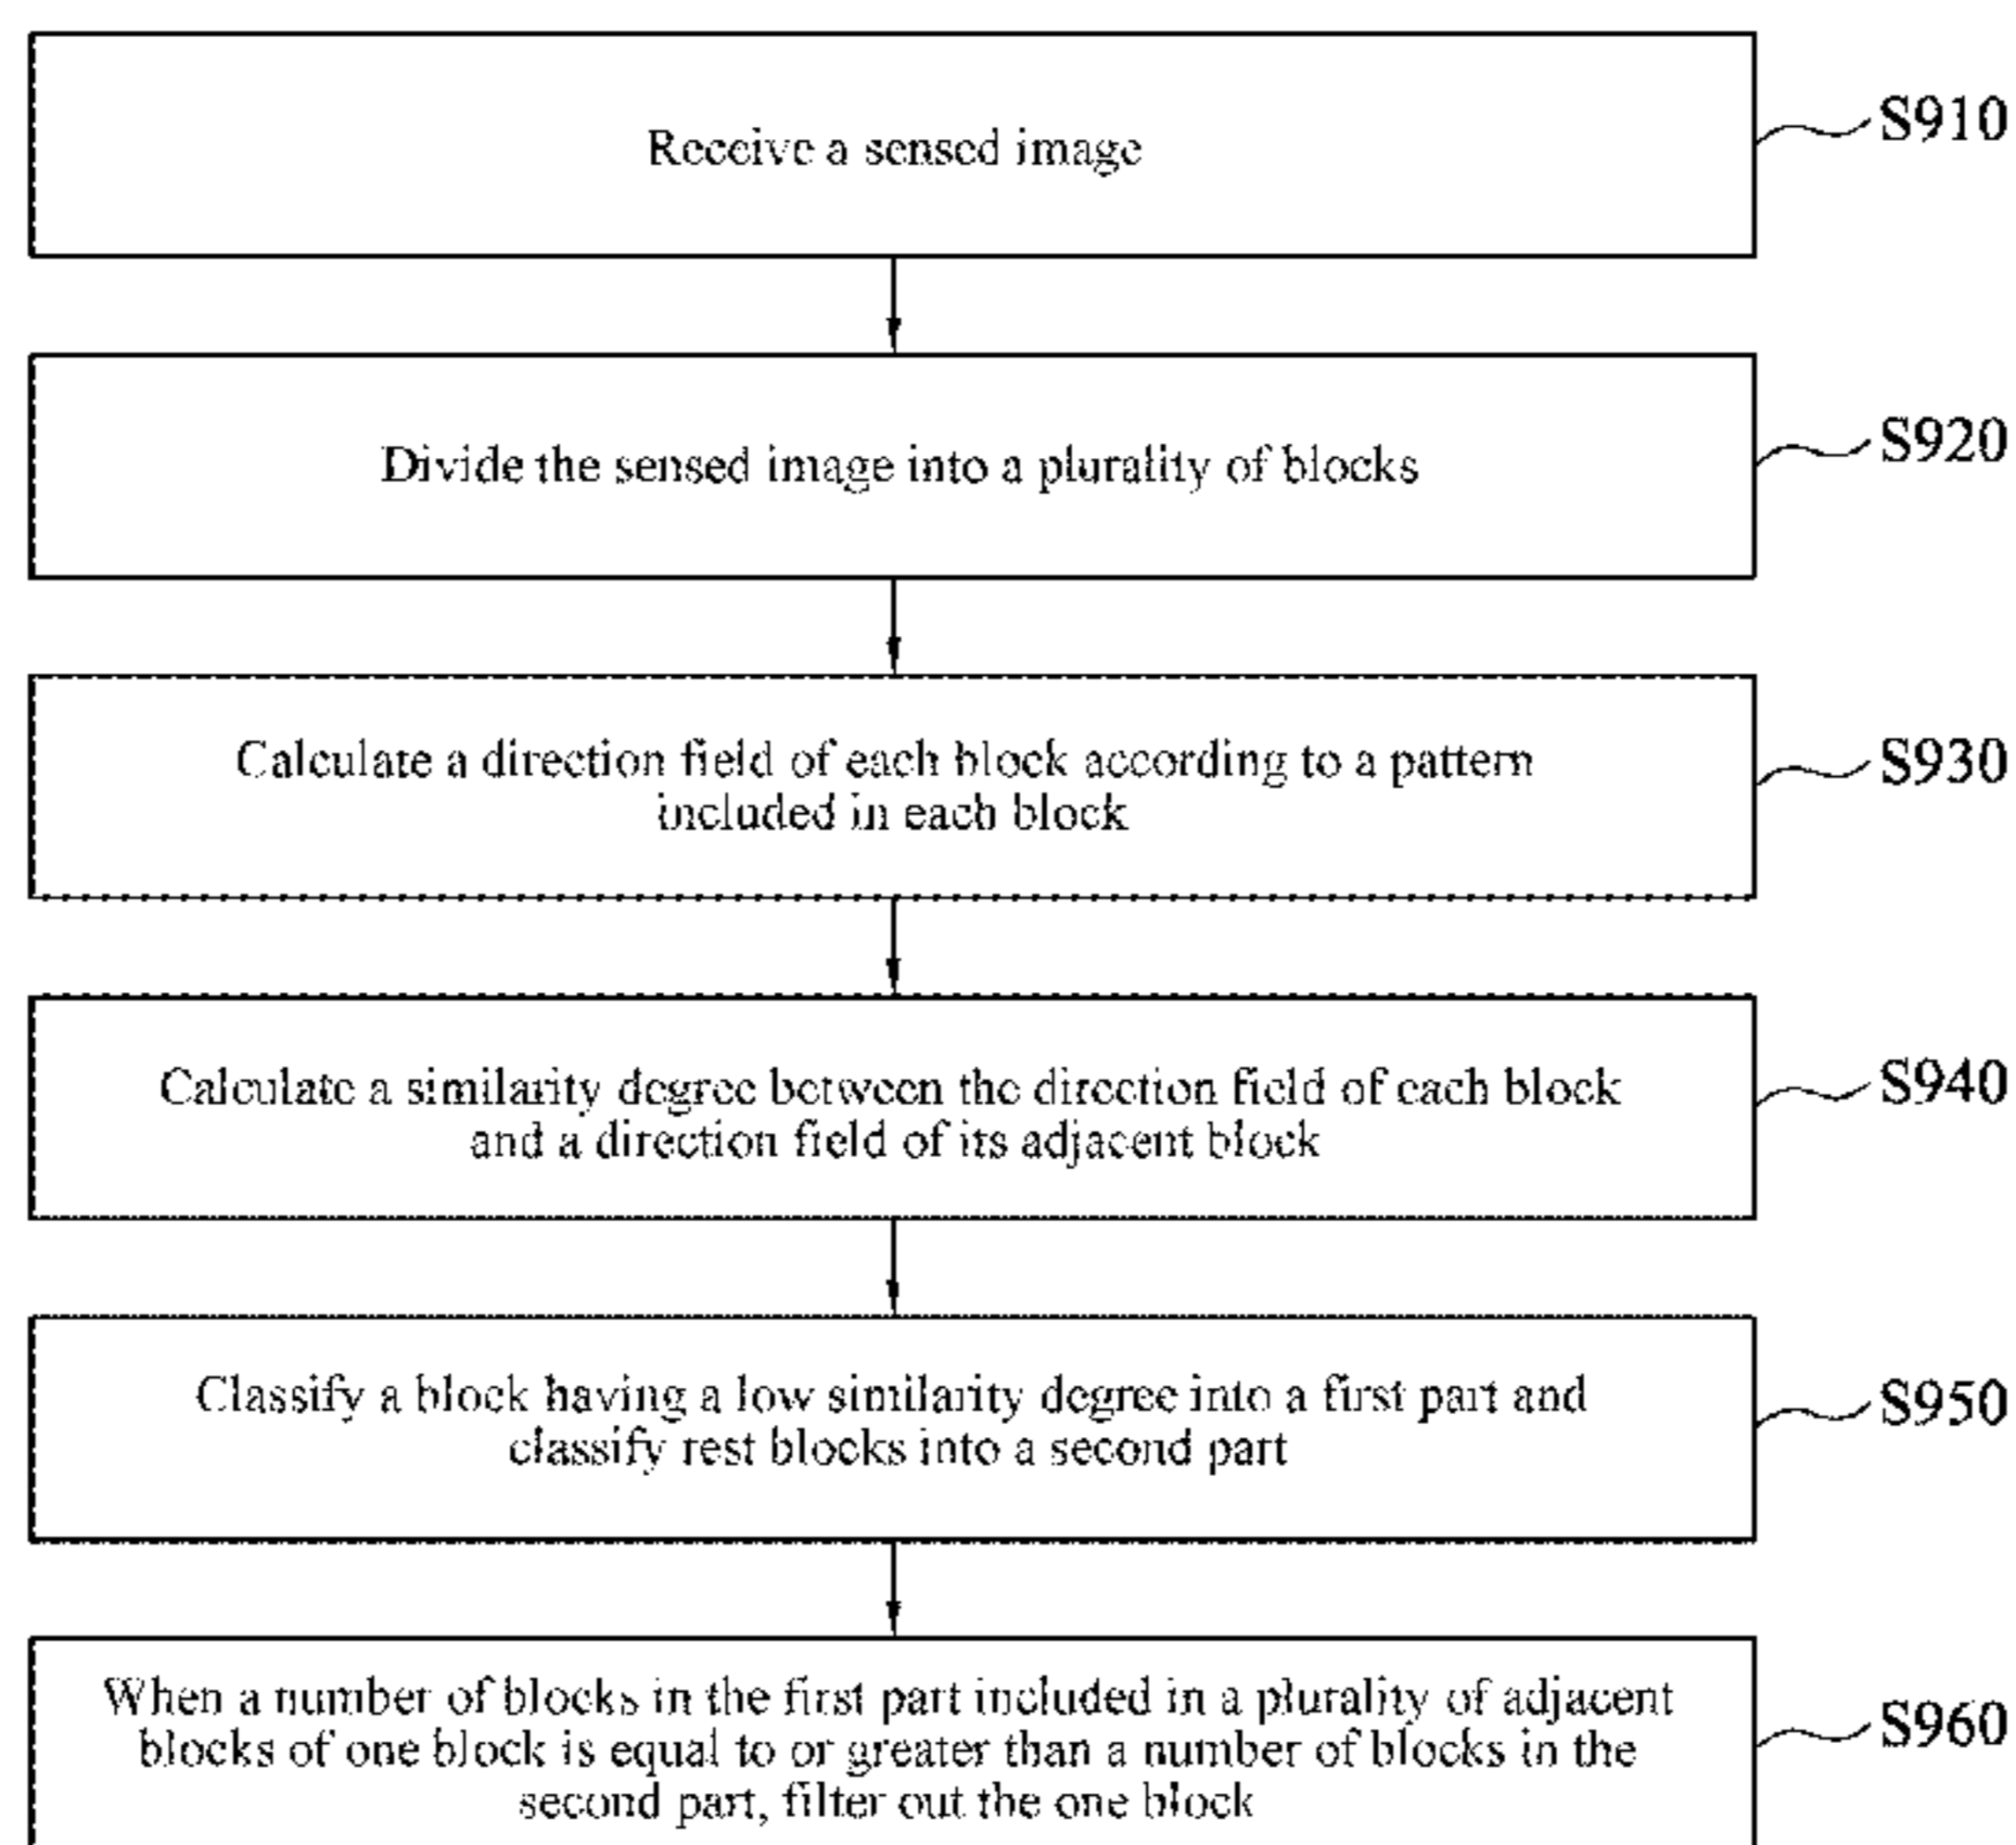 Receive a sensed image
S910
Divide the sensed image into a plurality of blocks
S920
Calculate a direction field of each block according to a pattern
included in each block
S930
Calculate a similarity degree between the direction field of each block
and a direction field of its adjacent block
S940
Classify a block having a low similarity degree into a first part and
classify rest blocks into a second part
S950
When a number of blocks in the first part included in a plurality of adjacent
blocks of one block is equal to or greater than a number of blocks in the
second part, filter out the one block
S960